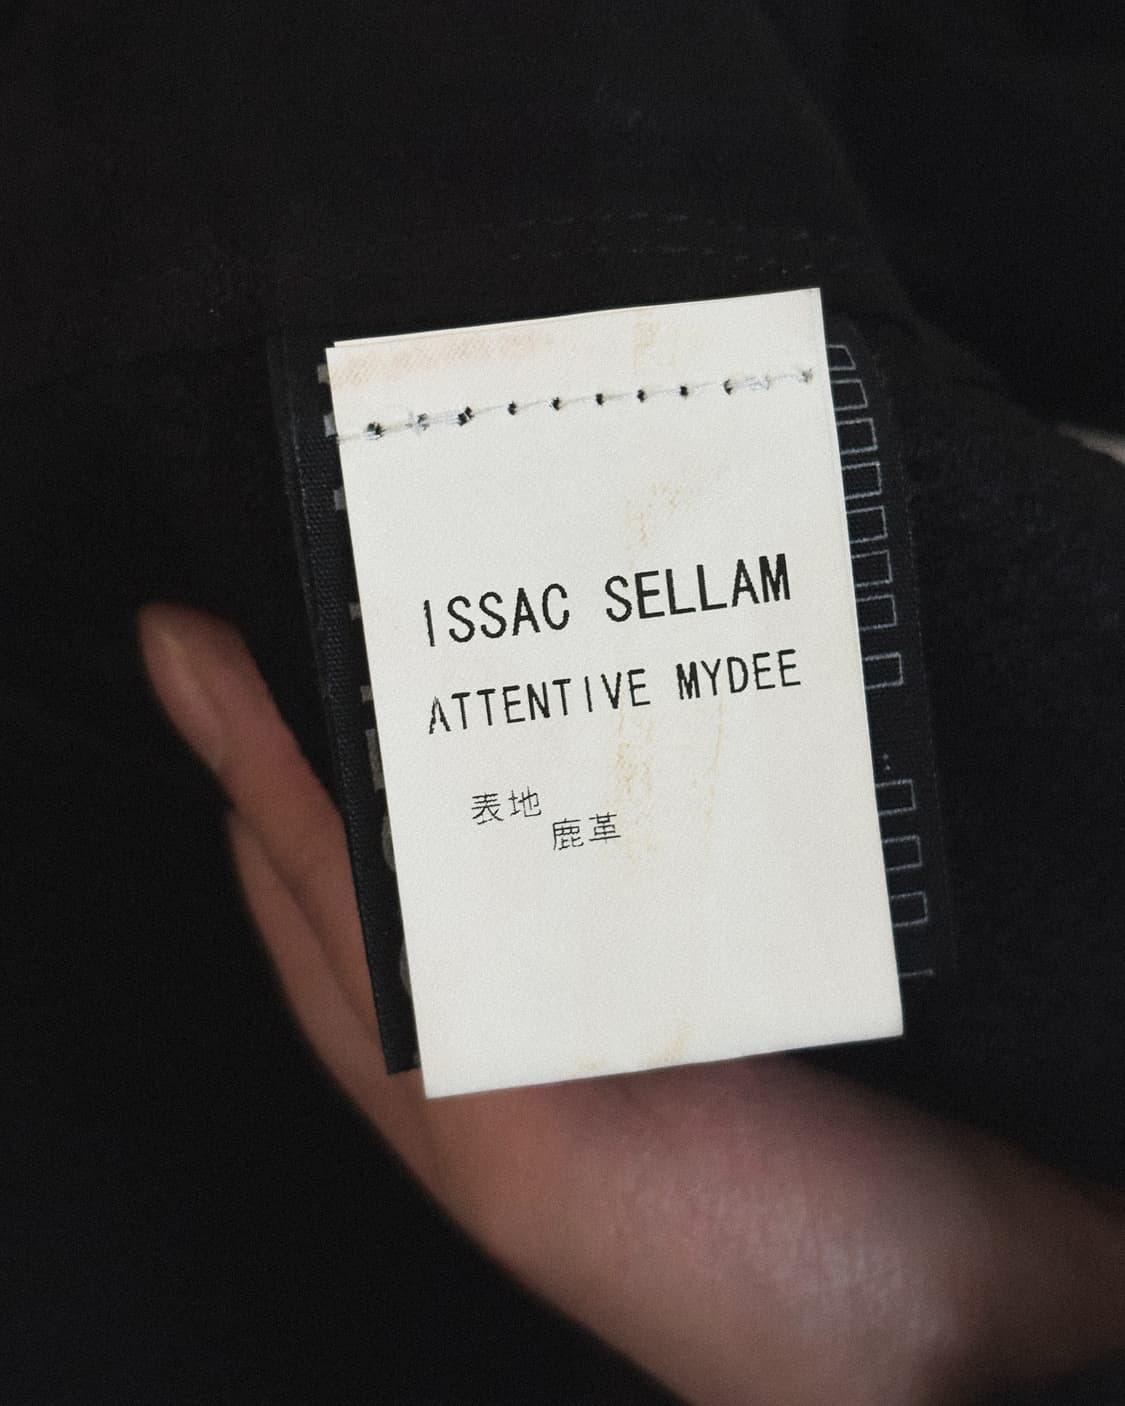 ISSAC SELLAM
ATTENTIVE MYDEE
表地
鹿革